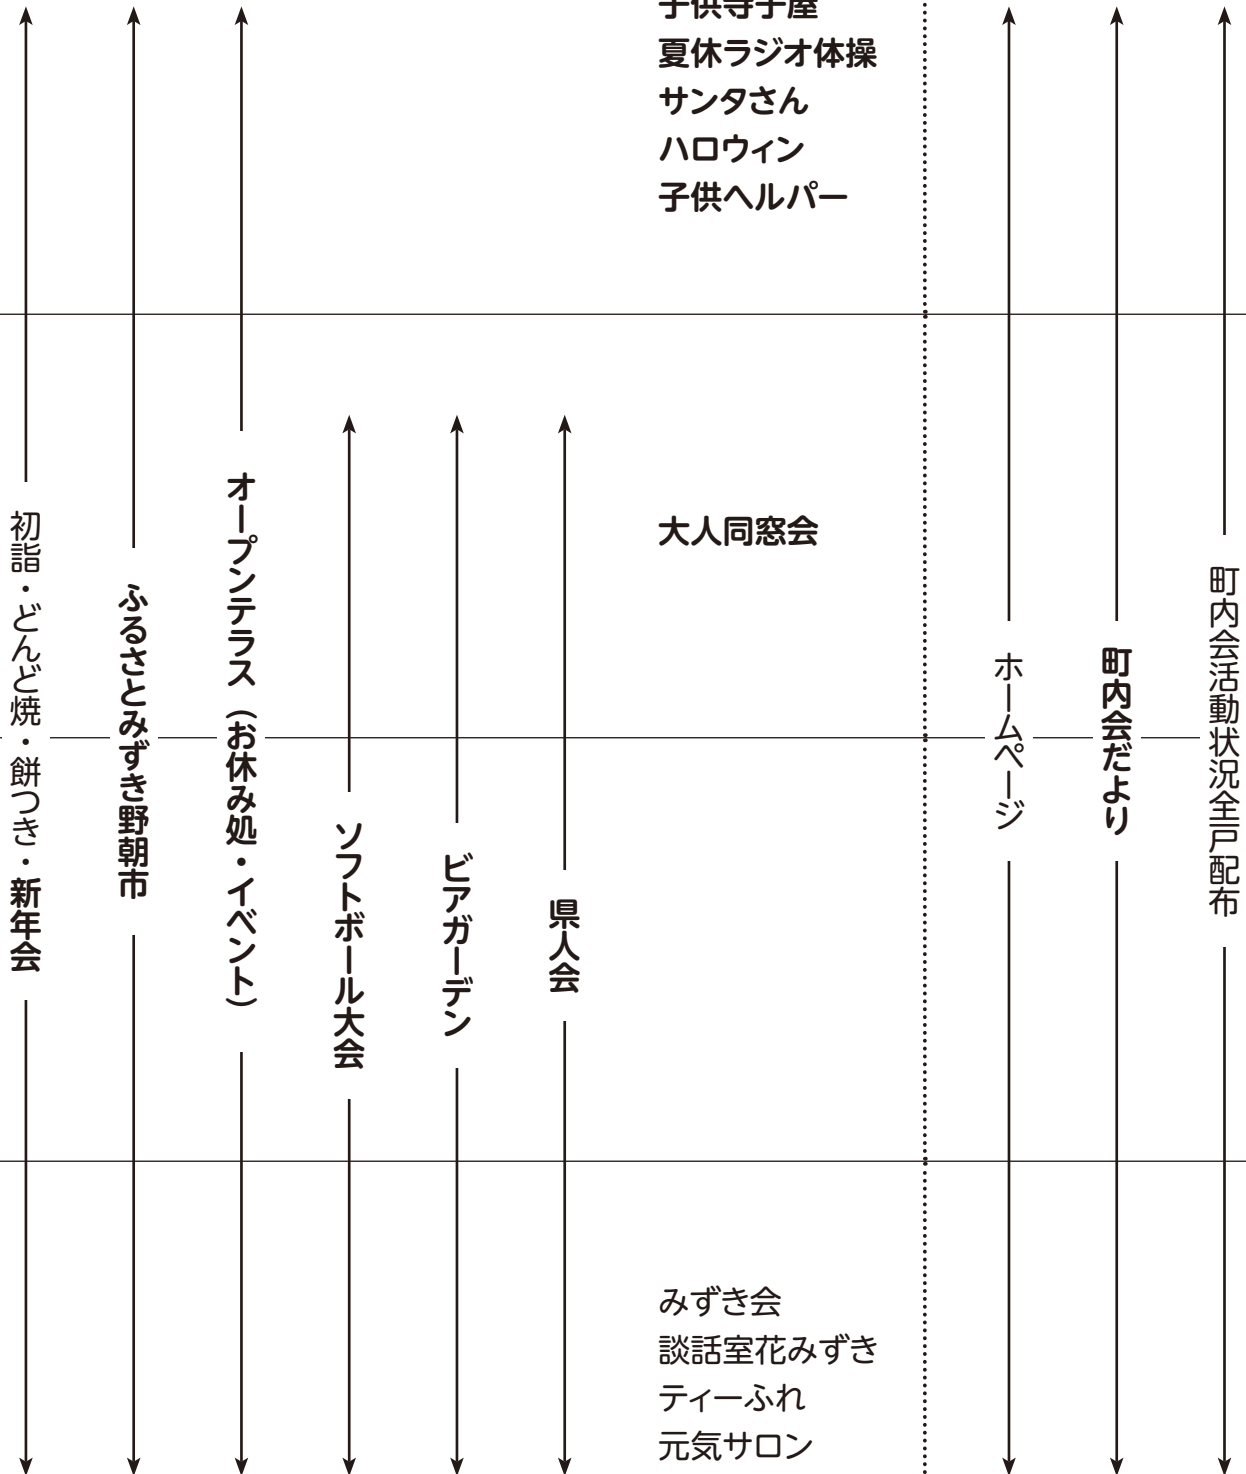 子供寺子屋
夏休ラジオ体操
サンタさん
ハロウィン
子供ヘルパー
初詣・どんど焼・餅つき・新年会
ふるさとみずき野朝市
オープンテラス（お休み処・イベント）
ソフトボール大会
ビアガーデン
県人会
大人同窓会
みずき会
談話室花みずき
ティーふれ
元気サロン
ホームページ
町内会だより
町内会活動状況全戸配布